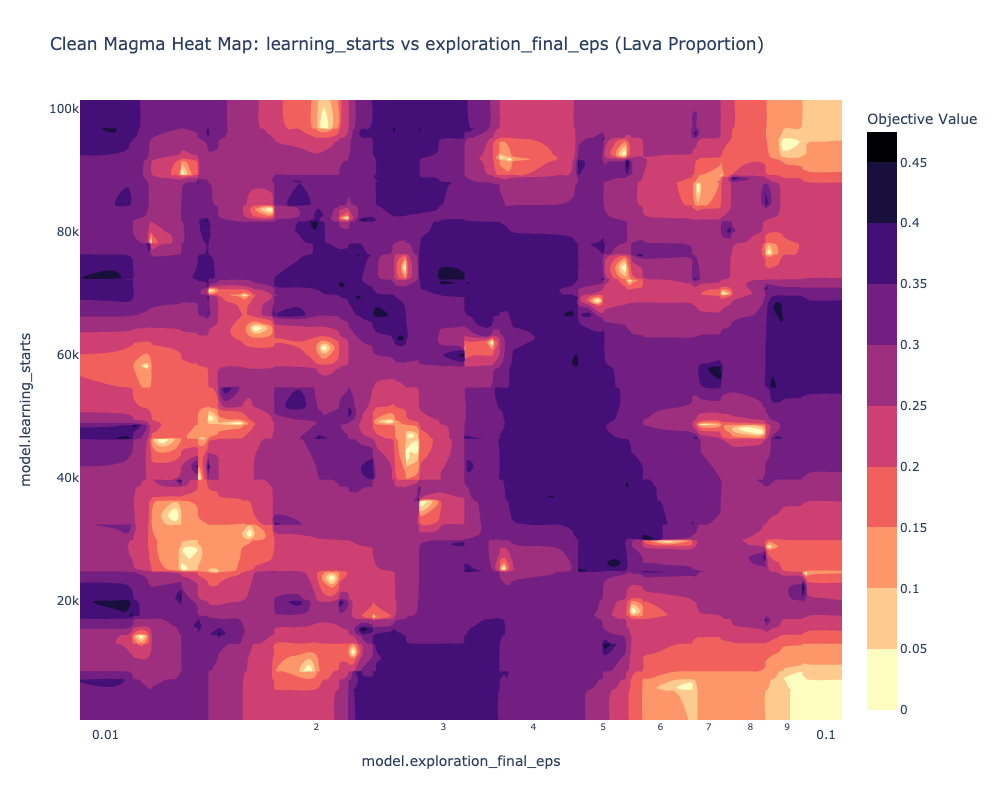 Clean Magma Heat Map: learning_starts vs exploration_final_eps (Lava Proportion)
Objective Value
100k
80k
60k
40k
20k
model.learning_starts
0.45
0.4
0.35
0.3
0.25
0.2
0.15
0.1
0.05
0
0.01 2 3 4 5 6 7 8 9 0.1
model.exploration_final_eps